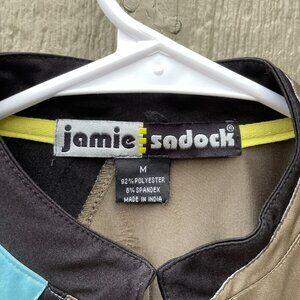 jamie sadock®
M
92% POLYESTER
8% SPANDEX
MADE IN INDIA